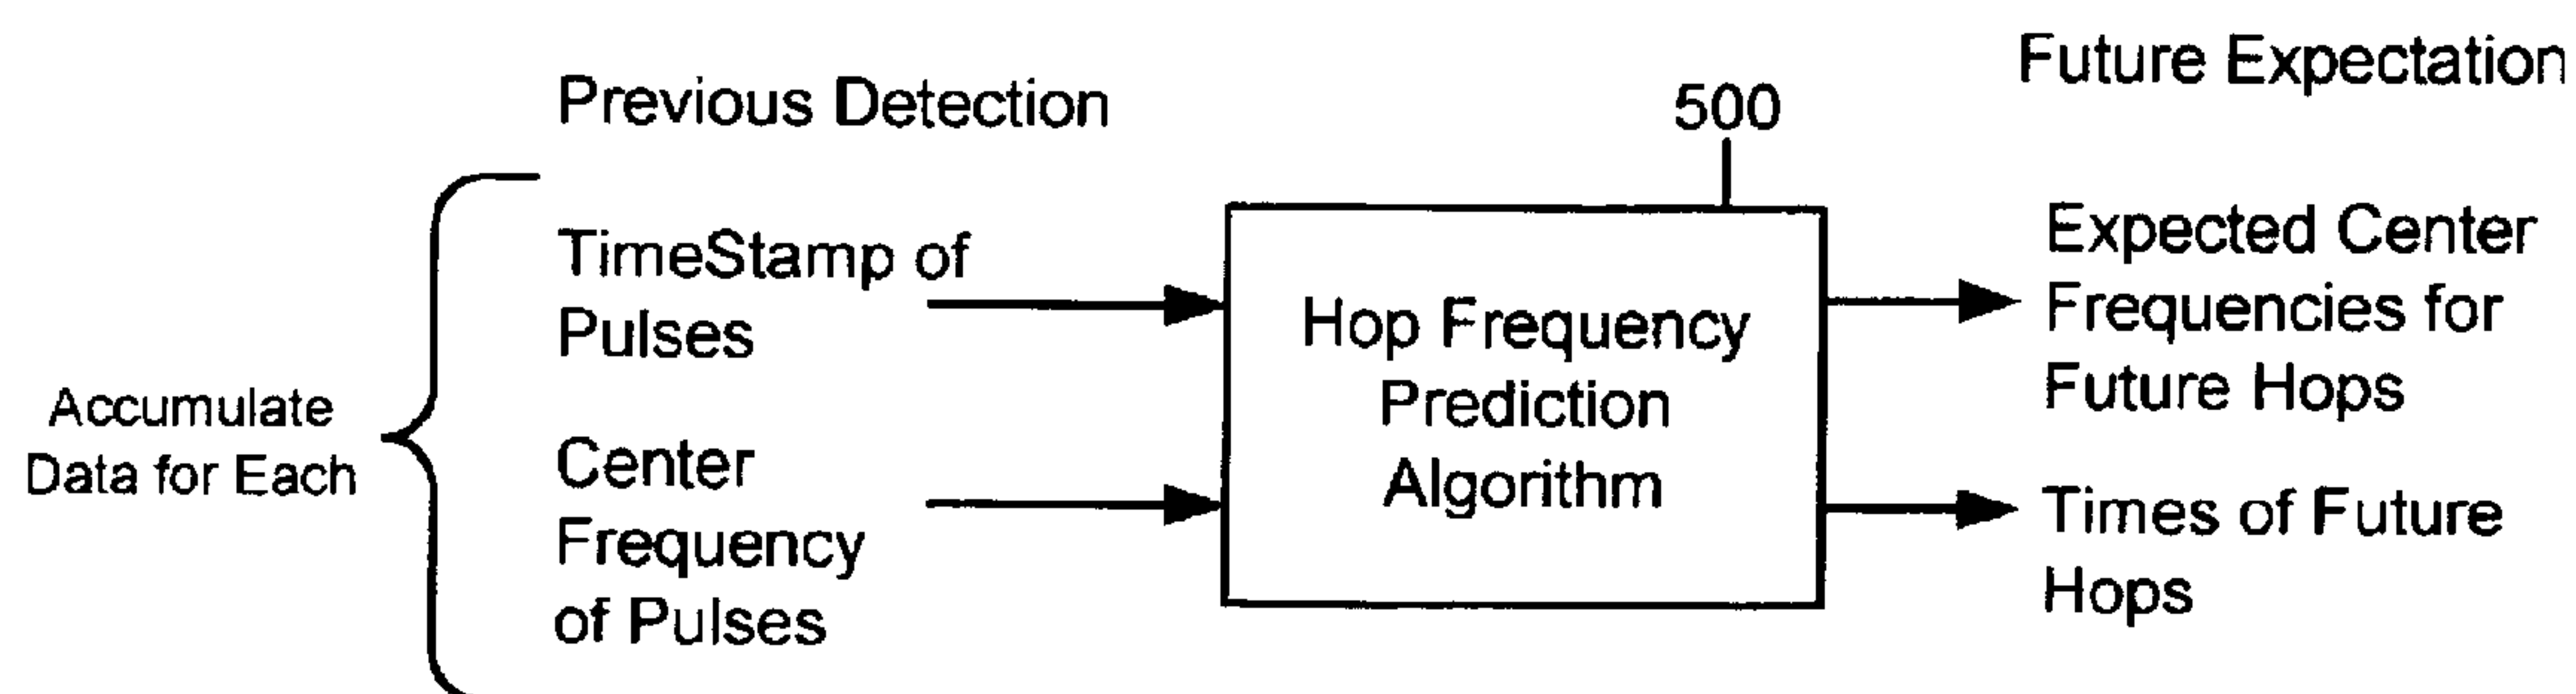 Previous Detection
500
Future Expectation
Accumulate
Data for Each
TimeStamp of
Pulses
Center
Frequency
of Pulses
Hop Frequency
Prediction
Algorithm
Expected Center
Frequencies for
Future Hops
Times of Future
Hops